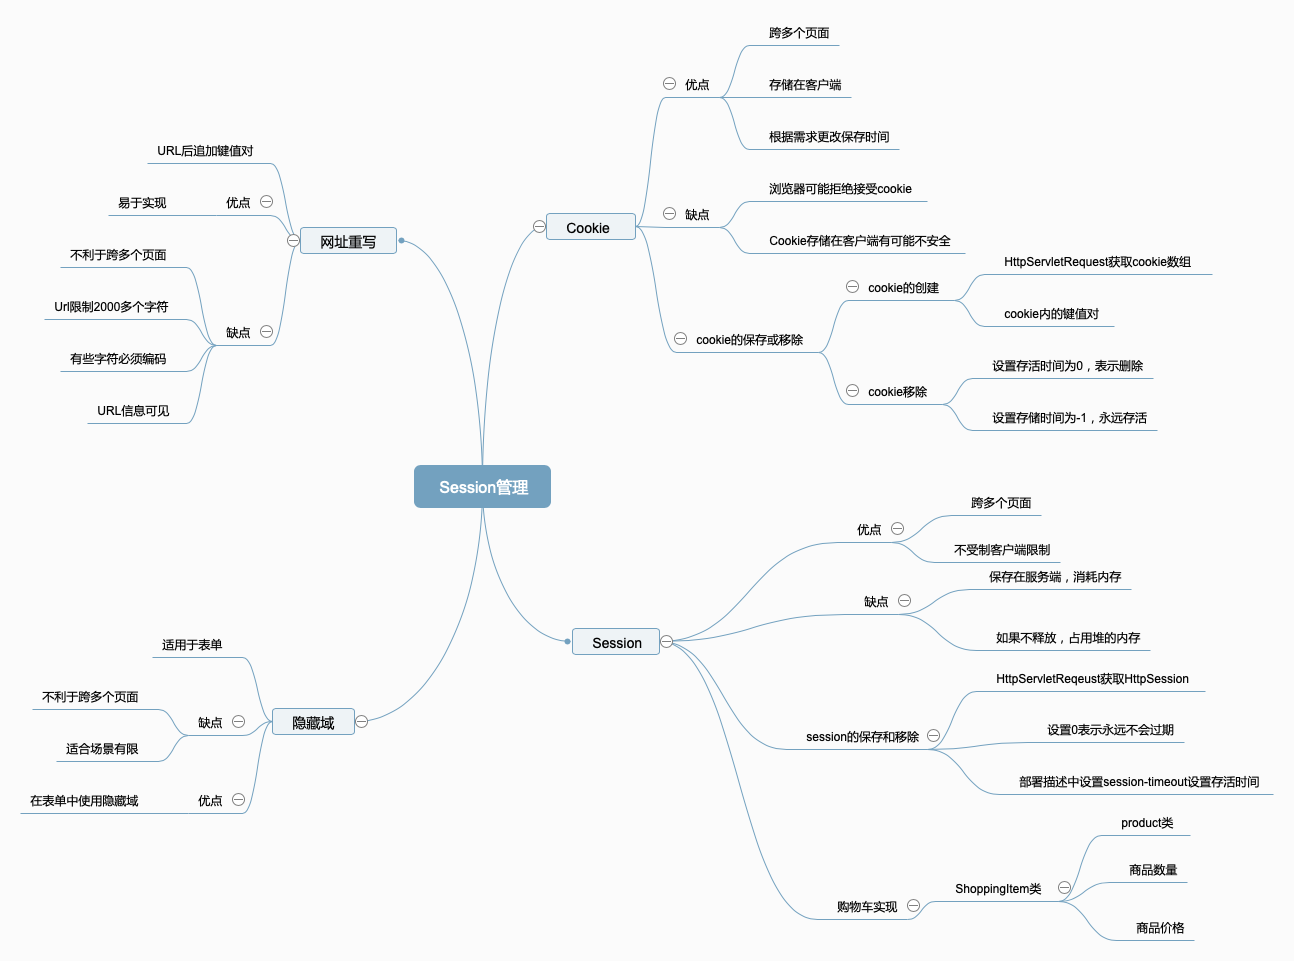 Session管理
网址重写
URL后追加键值对
优点
易于实现
缺点
不利于跨多个页面
Url限制2000多个字符
有些字符必须编码
URL信息可见
隐藏域
适用于表单
缺点
不利于跨多个页面
适合场景有限
优点
在表单中使用隐藏域
Cookie
优点
跨多个页面
存储在客户端
根据需求更改保存时间
缺点
浏览器可能拒绝接受cookie
Cookie存储在客户端有可能不安全
cookie的保存或移除
cookie的创建
HttpServletRequest获取cookie数组
cookie内的键值对
cookie移除
设置存活时间为0，表示删除
设置存储时间为-1，永远存活
Session
优点
跨多个页面
不受制客户端限制
缺点
保存在服务端，消耗内存
如果不释放，占用堆的内存
session的保存和移除
HttpServletReqeust获取HttpSession
设置0表示永远不会过期
部署描述中设置session-timeout设置存活时间
购物车实现
ShoppingItem类
product类
商品数量
商品价格